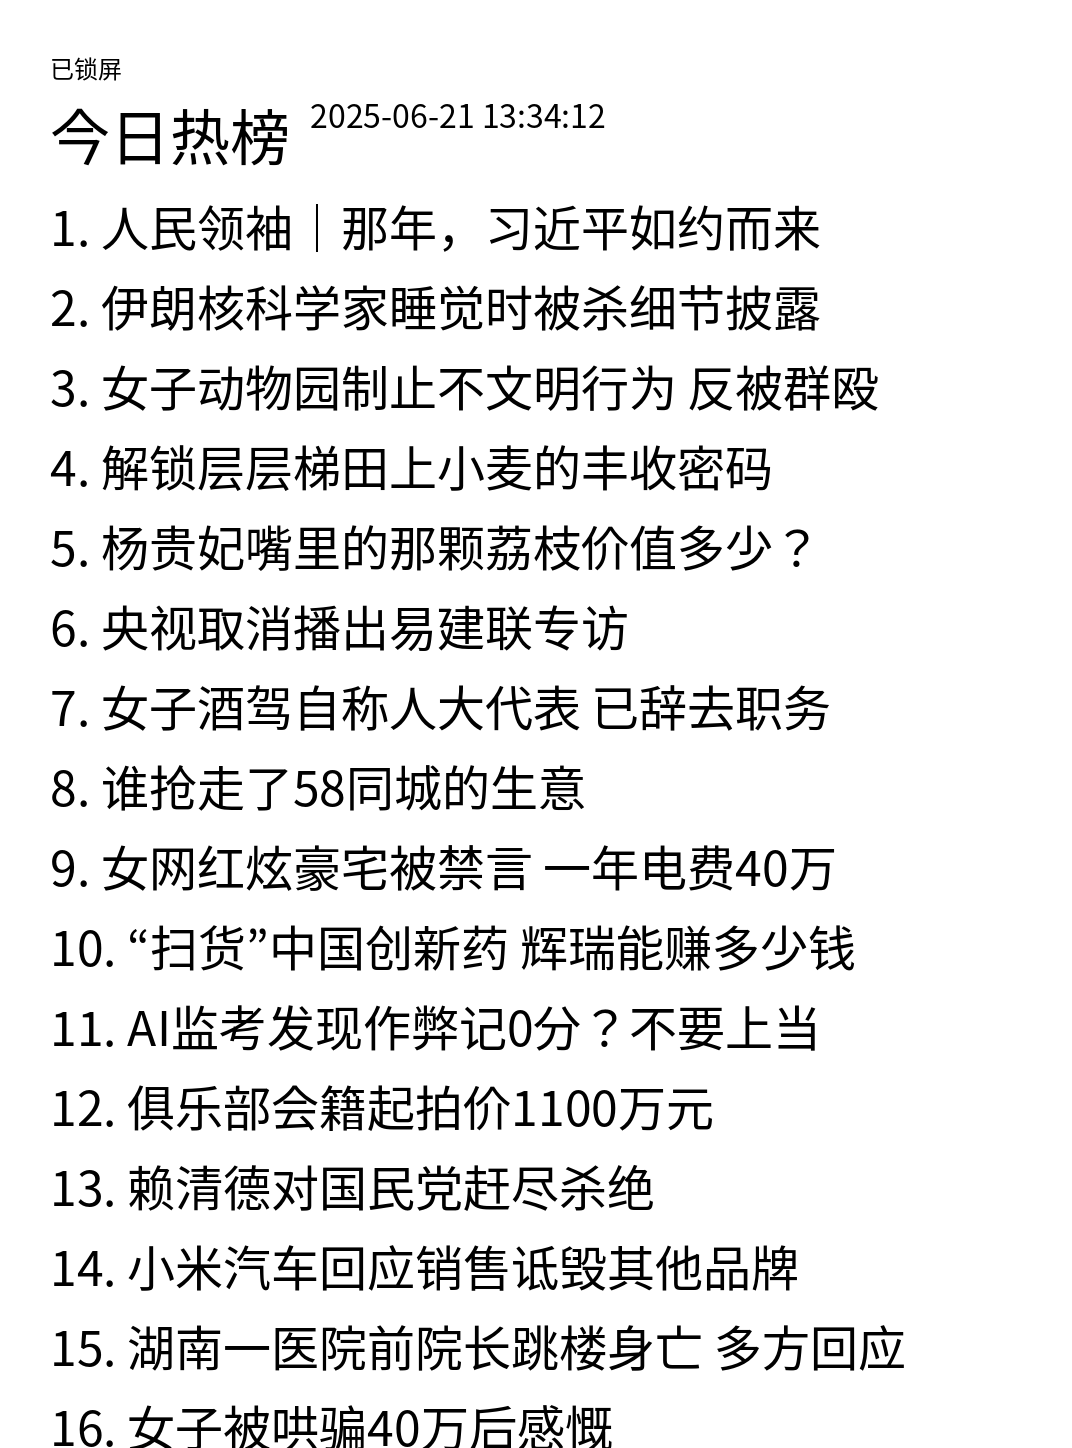 已锁屏
今日热榜 2025-06-21 13:34:12
1. 人民领袖｜那年，习近平如约而来
2. 伊朗核科学家睡觉时被杀细节披露
3. 女子动物园制止不文明行为 反被群殴
4. 解锁层层梯田上小麦的丰收密码
5. 杨贵妃嘴里的那颗荔枝价值多少？
6. 央视取消播出易建联专访
7. 女子酒驾自称人大代表 已辞去职务
8. 谁抢走了58同城的生意
9. 女网红炫豪宅被禁言 一年电费40万
10. “扫货”中国创新药 辉瑞能赚多少钱
11. AI监考发现作弊记0分？不要上当
12. 俱乐部会籍起拍价1100万元
13. 赖清德对国民党赶尽杀绝
14. 小米汽车回应销售诋毁其他品牌
15. 湖南一医院前院长跳楼身亡 多方回应
16. 女子被哄骗40万后感慨